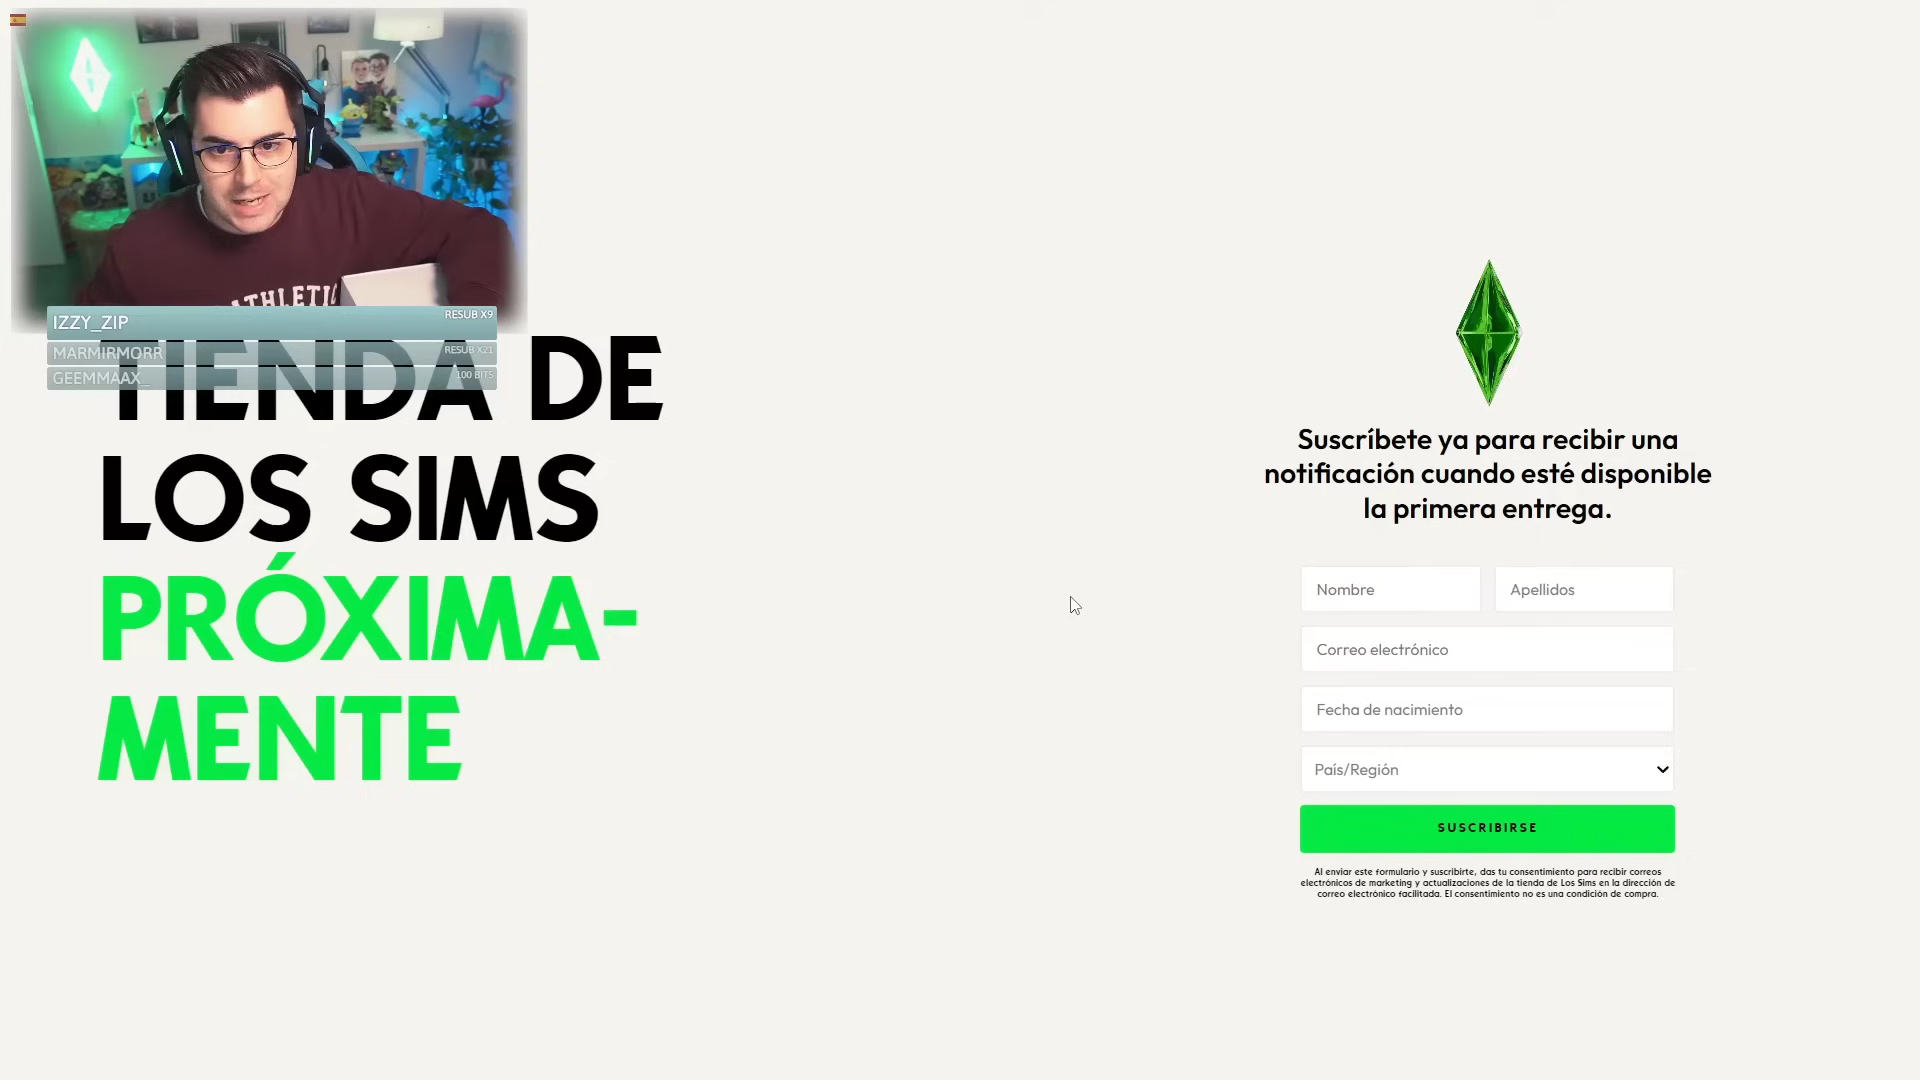 ATHLETIC
IZZY_ZIP RESUB X9
MARMIRMORR RESUB X21
GEEMMAAX_ 100 BITS
TIENDA DE
LOS SIMS
PRÓXIMA-
MENTE
Suscríbete ya para recibir una
notificación cuando esté disponible
la primera entrega.
Nombre Apellidos
Correo electrónico
Fecha de nacimiento
País/Región
SUSCRIBIRSE
Al enviar este formulario y suscribirte, das tu consentimiento para recibir correos
electrónicos de marketing y actualizaciones de la tienda de Los Sims en la dirección de
correo electrónico facilitada. El consentimiento no es una condición de compra.